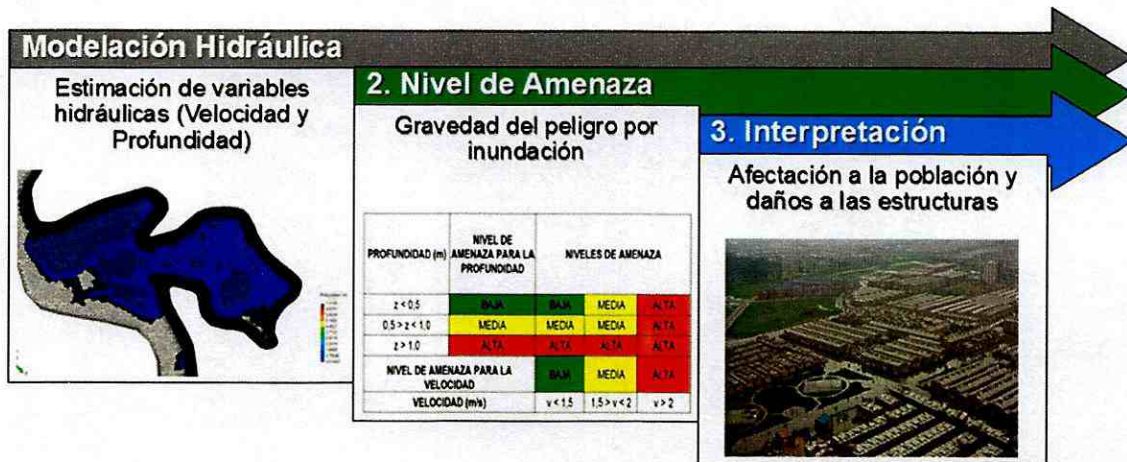 Modelación Hidráulica
Estimación de variables
hidráulicas (Velocidad y
Profundidad)
2. Nivel de Amenaza
Gravedad del peligro por
inundación
PROFUNDIDAD (m)
NIVEL DE
AMENAZA PARA LA
PROFUNDIDAD
NIVELES DE AMENAZA
z < 0,5 BAJA BAJA MEDIA ALTA
0,5 > z < 1,0 MEDIA MEDIA MEDIA ALTA
z > 1.0 ALTA ALTA ALTA ALTA
NIVEL DE AMENAZA PARA LA
VELOCIDAD
BAJA MEDIA ALTA
VELOCIDAD (m/s) v < 1,5 1,5 > v < 2 v > 2
3. Interpretación
Afectación a la población y
daños a las estructuras